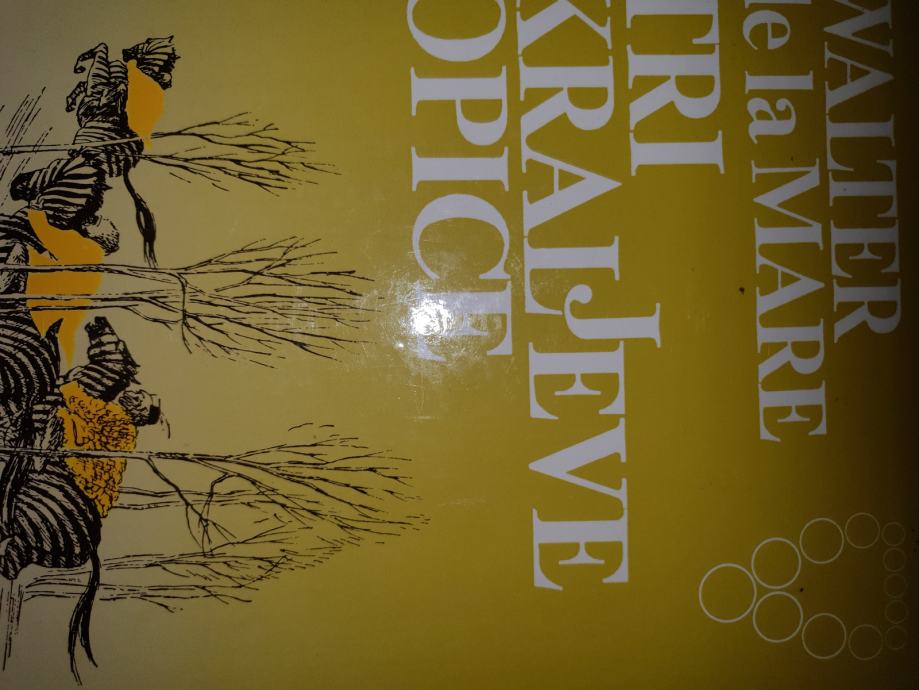 WALTER
de la MARE
TRI
KRALJEVE
OPICE